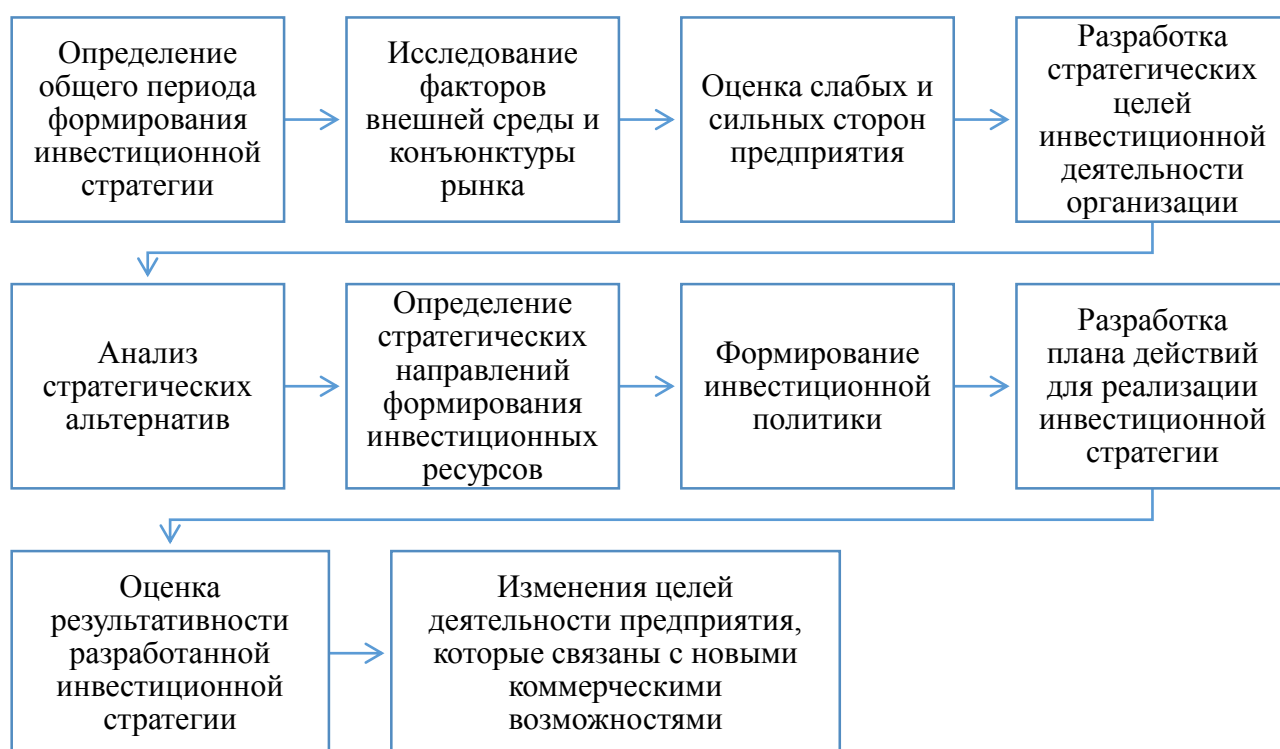 Определение
общего периода
формирования
инвестиционной
стратегии
Исследование
факторов
внешней среды и
конъюнктуры
рынка
Оценка слабых и
сильных сторон
предприятия
Разработка
стратегических
целей
инвестиционной
деятельности
организации
Анализ
стратегических
альтернатив
Определение
стратегических
направлений
формирования
инвестиционных
ресурсов
Формирование
инвестиционной
политики
Разработка
плана действий
для реализации
инвестиционной
стратегии
Оценка
результативности
разработанной
инвестиционной
стратегии
Изменения целей
деятельности предприятия,
которые связаны с новыми
коммерческими
возможностями